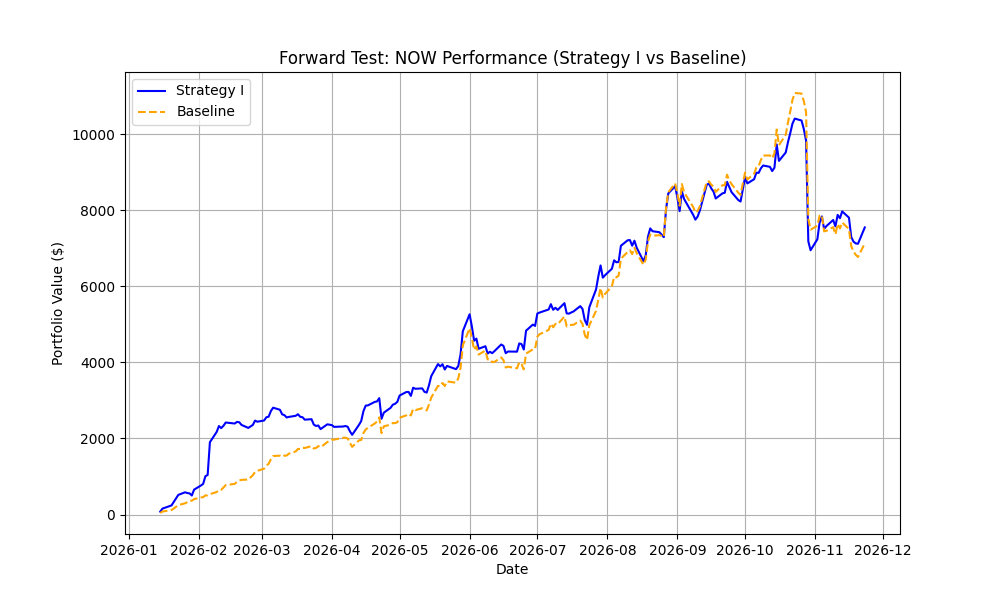 Forward Test: NOW Performance (Strategy I vs Baseline)
Strategy I
Baseline
Portfolio Value ($)
10000
8000
6000
4000
2000
0
2026-01 2026-02 2026-03 2026-04 2026-05 2026-06 2026-07 2026-08 2026-09 2026-10 2026-11 2026-12
Date